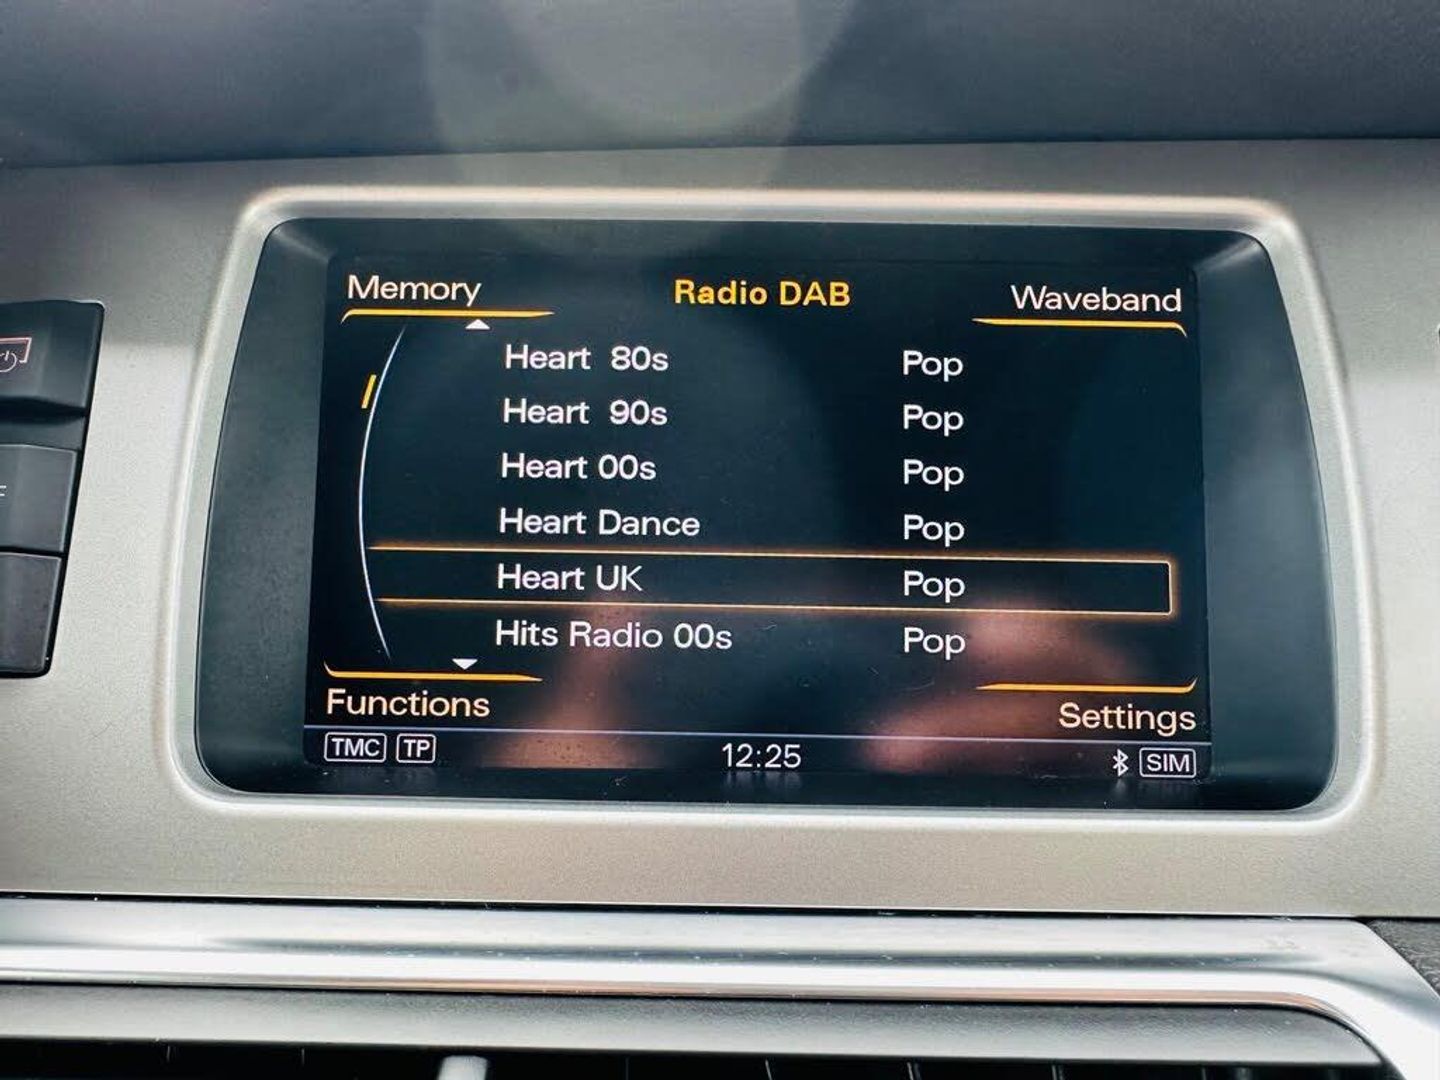 Memory Radio DAB Waveband
Heart 80s Pop
Heart 90s Pop
Heart 00s Pop
Heart Dance Pop
Heart UK Pop
Hits Radio 00s Pop
Functions Settings
TMC TP 12:25 SIM